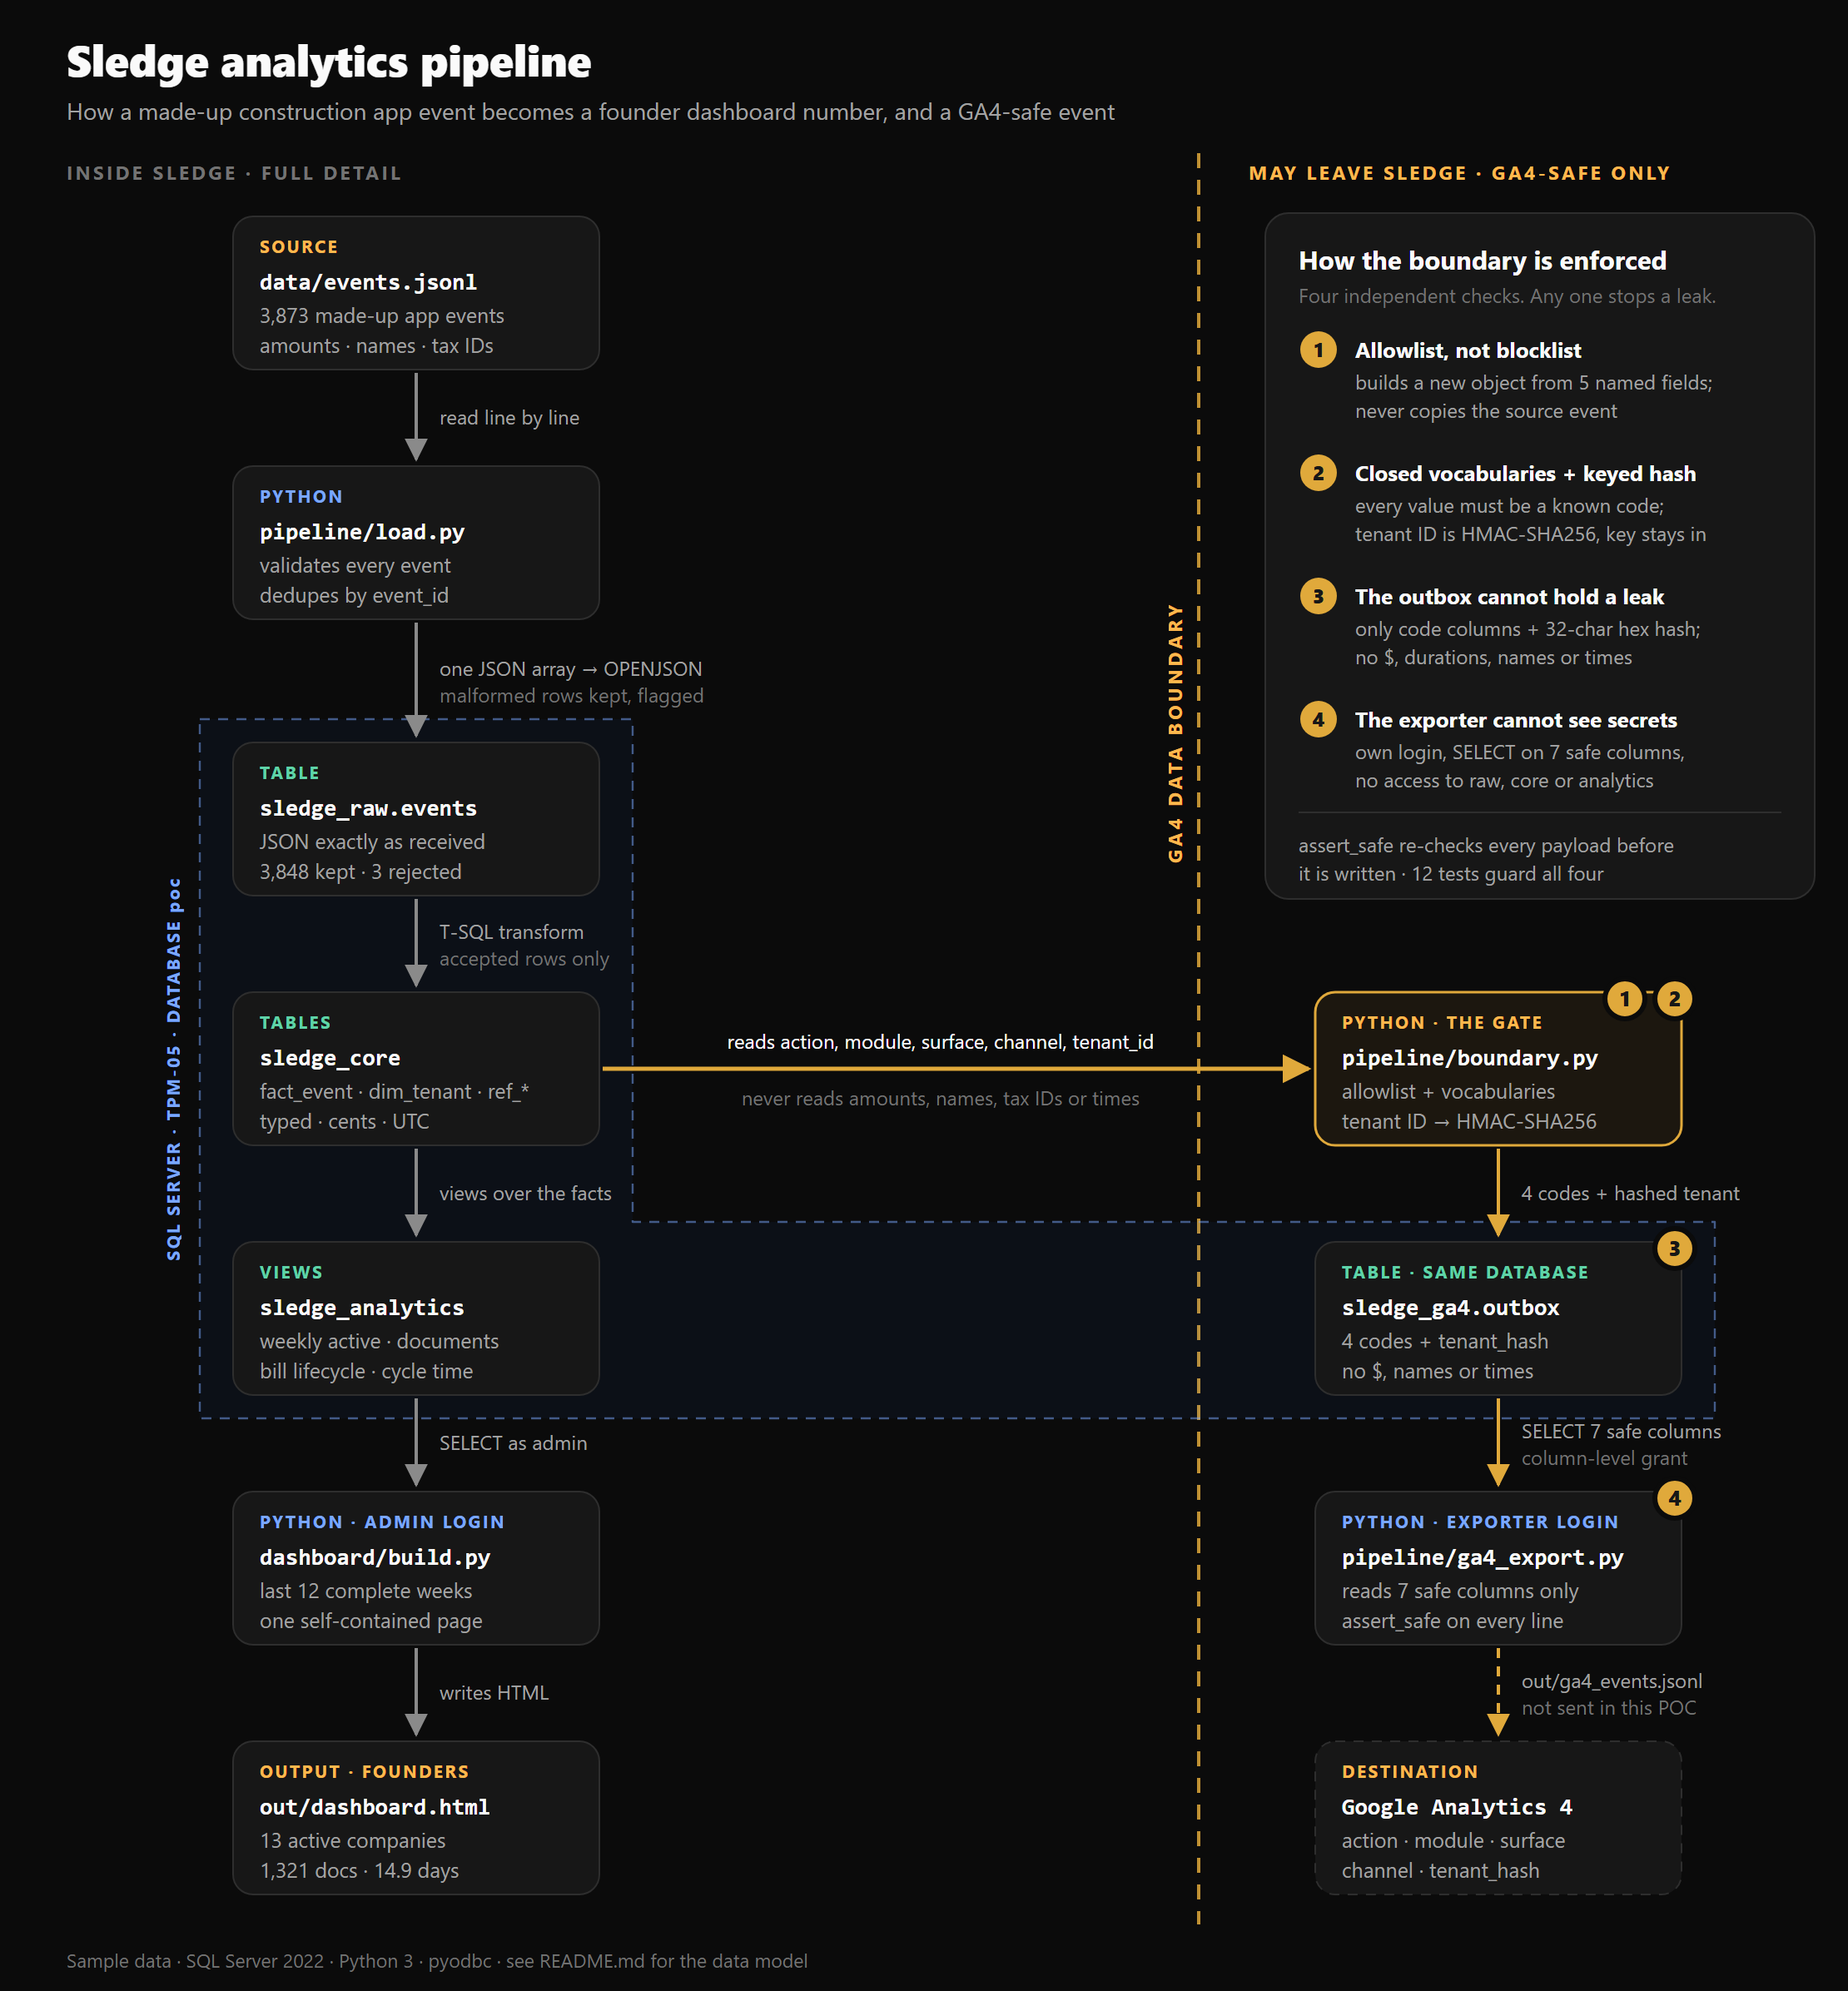 Sledge analytics pipeline
How a made-up construction app event becomes a founder dashboard number, and a GA4-safe event
INSIDE SLEDGE · FULL DETAIL
SOURCE
data/events.jsonl
3,873 made-up app events
amounts · names · tax IDs
read line by line
PYTHON
pipeline/load.py
validates every event
dedupes by event_id
one JSON array → OPENJSON
malformed rows kept, flagged
SQL SERVER · TPM-05 · DATABASE poc
TABLE
sledge_raw.events
JSON exactly as received
3,848 kept · 3 rejected
T-SQL transform
accepted rows only
TABLES
sledge_core
fact_event · dim_tenant · ref_*
typed · cents · UTC
views over the facts
VIEWS
sledge_analytics
weekly active · documents
bill lifecycle · cycle time
SELECT as admin
PYTHON · ADMIN LOGIN
dashboard/build.py
last 12 complete weeks
one self-contained page
writes HTML
OUTPUT · FOUNDERS
out/dashboard.html
13 active companies
1,321 docs · 14.9 days
reads action, module, surface, channel, tenant_id
never reads amounts, names, tax IDs or times
GA4 DATA BOUNDARY
MAY LEAVE SLEDGE · GA4-SAFE ONLY
How the boundary is enforced
Four independent checks. Any one stops a leak.
1
Allowlist, not blocklist
builds a new object from 5 named fields;
never copies the source event
2
Closed vocabularies + keyed hash
every value must be a known code;
tenant ID is HMAC-SHA256, key stays in
3
The outbox cannot hold a leak
only code columns + 32-char hex hash;
no $, durations, names or times
4
The exporter cannot see secrets
own login, SELECT on 7 safe columns,
no access to raw, core or analytics
assert_safe re-checks every payload before
it is written · 12 tests guard all four
1 2
PYTHON · THE GATE
pipeline/boundary.py
allowlist + vocabularies
tenant ID → HMAC-SHA256
4 codes + hashed tenant
3
TABLE · SAME DATABASE
sledge_ga4.outbox
4 codes + tenant_hash
no $, names or times
SELECT 7 safe columns
column-level grant
4
PYTHON · EXPORTER LOGIN
pipeline/ga4_export.py
reads 7 safe columns only
assert_safe on every line
out/ga4_events.jsonl
not sent in this POC
DESTINATION
Google Analytics 4
action · module · surface
channel · tenant_hash
Sample data · SQL Server 2022 · Python 3 · pyodbc · see README.md for the data model